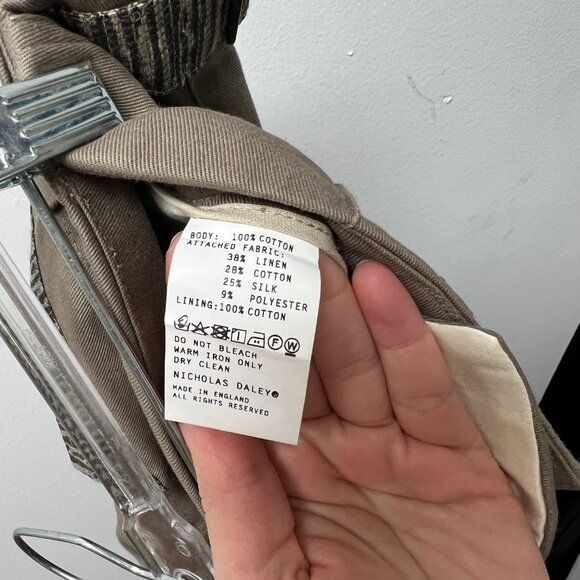 BODY: 100% COTTON
ATTACHED FABRIC:
38% LINEN
28% COTTON
25% SILK
9% POLYESTER
LINING:100% COTTON
F W
DO NOT BLEACH
WARM IRON ONLY
DRY CLEAN
NICHOLAS DALEY®
MADE IN ENGLAND
ALL RIGHTS RESERVED